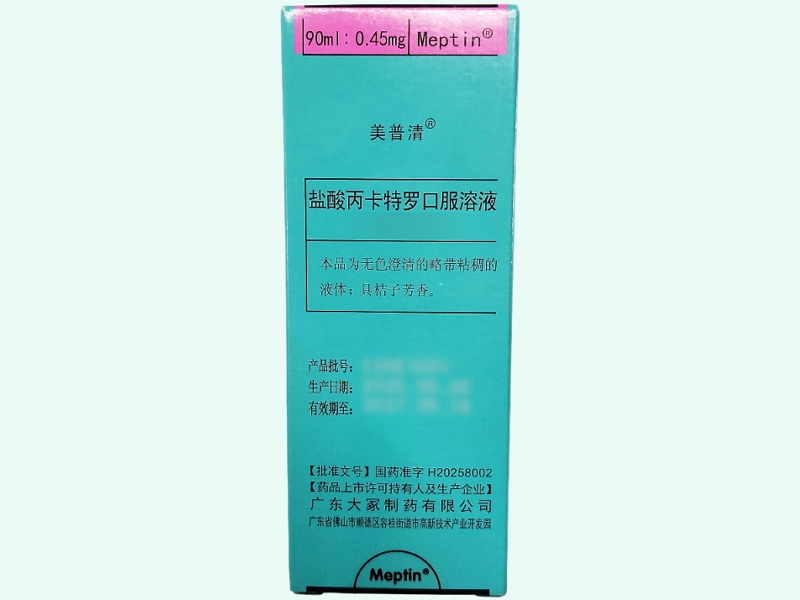 90ml：0.45mg Meptin®
美普清®
盐酸丙卡特罗口服溶液
本品为无色澄清的略带粘稠的
液体；具桔子芳香。
产品批号：
生产日期：
有效期至：
【批准文号】国药准字 H20258002
【药品上市许可持有人及生产企业】
广东大冢制药有限公司
广东省佛山市顺德区容桂街道市高新技术产业开发园
Meptin®